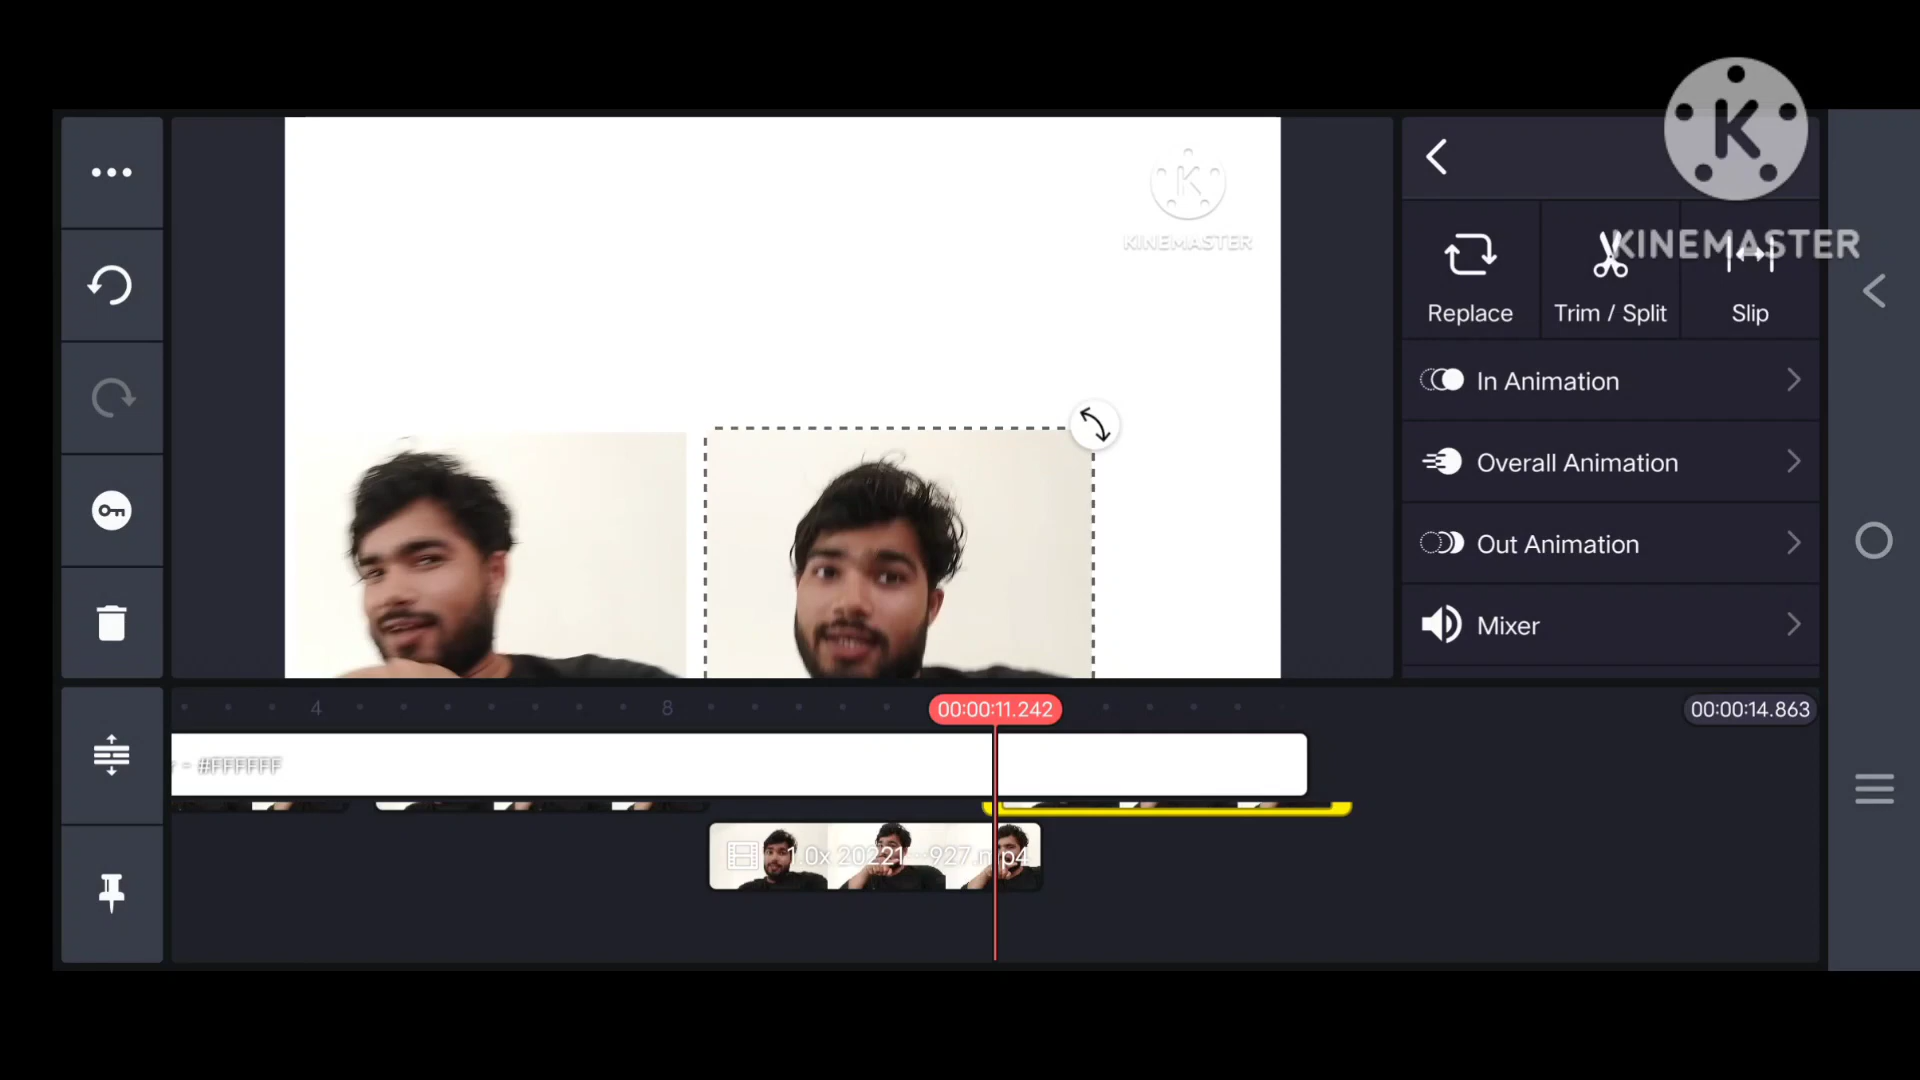 K
KINEMASTER
K
KINEMASTER
Replace
Trim / Split
Slip
In Animation
Overall Animation
Out Animation
Mixer
4
8
00:00:11.242
00:00:14.863
r - #FFFFFF
1.0x 20221···927.mp4